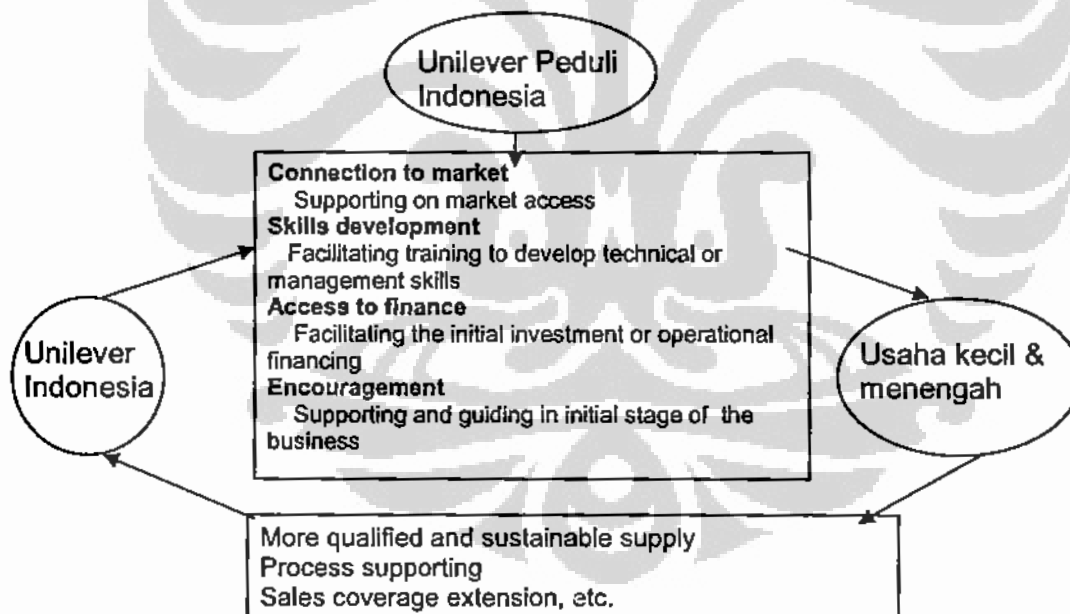 Unilever Peduli
Indonesia
Connection to market
Supporting on market access
Skills development
Facilitating training to develop technical or
management skills
Access to finance
Facilitating the initial investment or operational
financing
Encouragement
Supporting and guiding in initial stage of the
business
Unilever
Indonesia
Usaha kecil &
menengah
More qualified and sustainable supply
Process supporting
Sales coverage extension, etc.